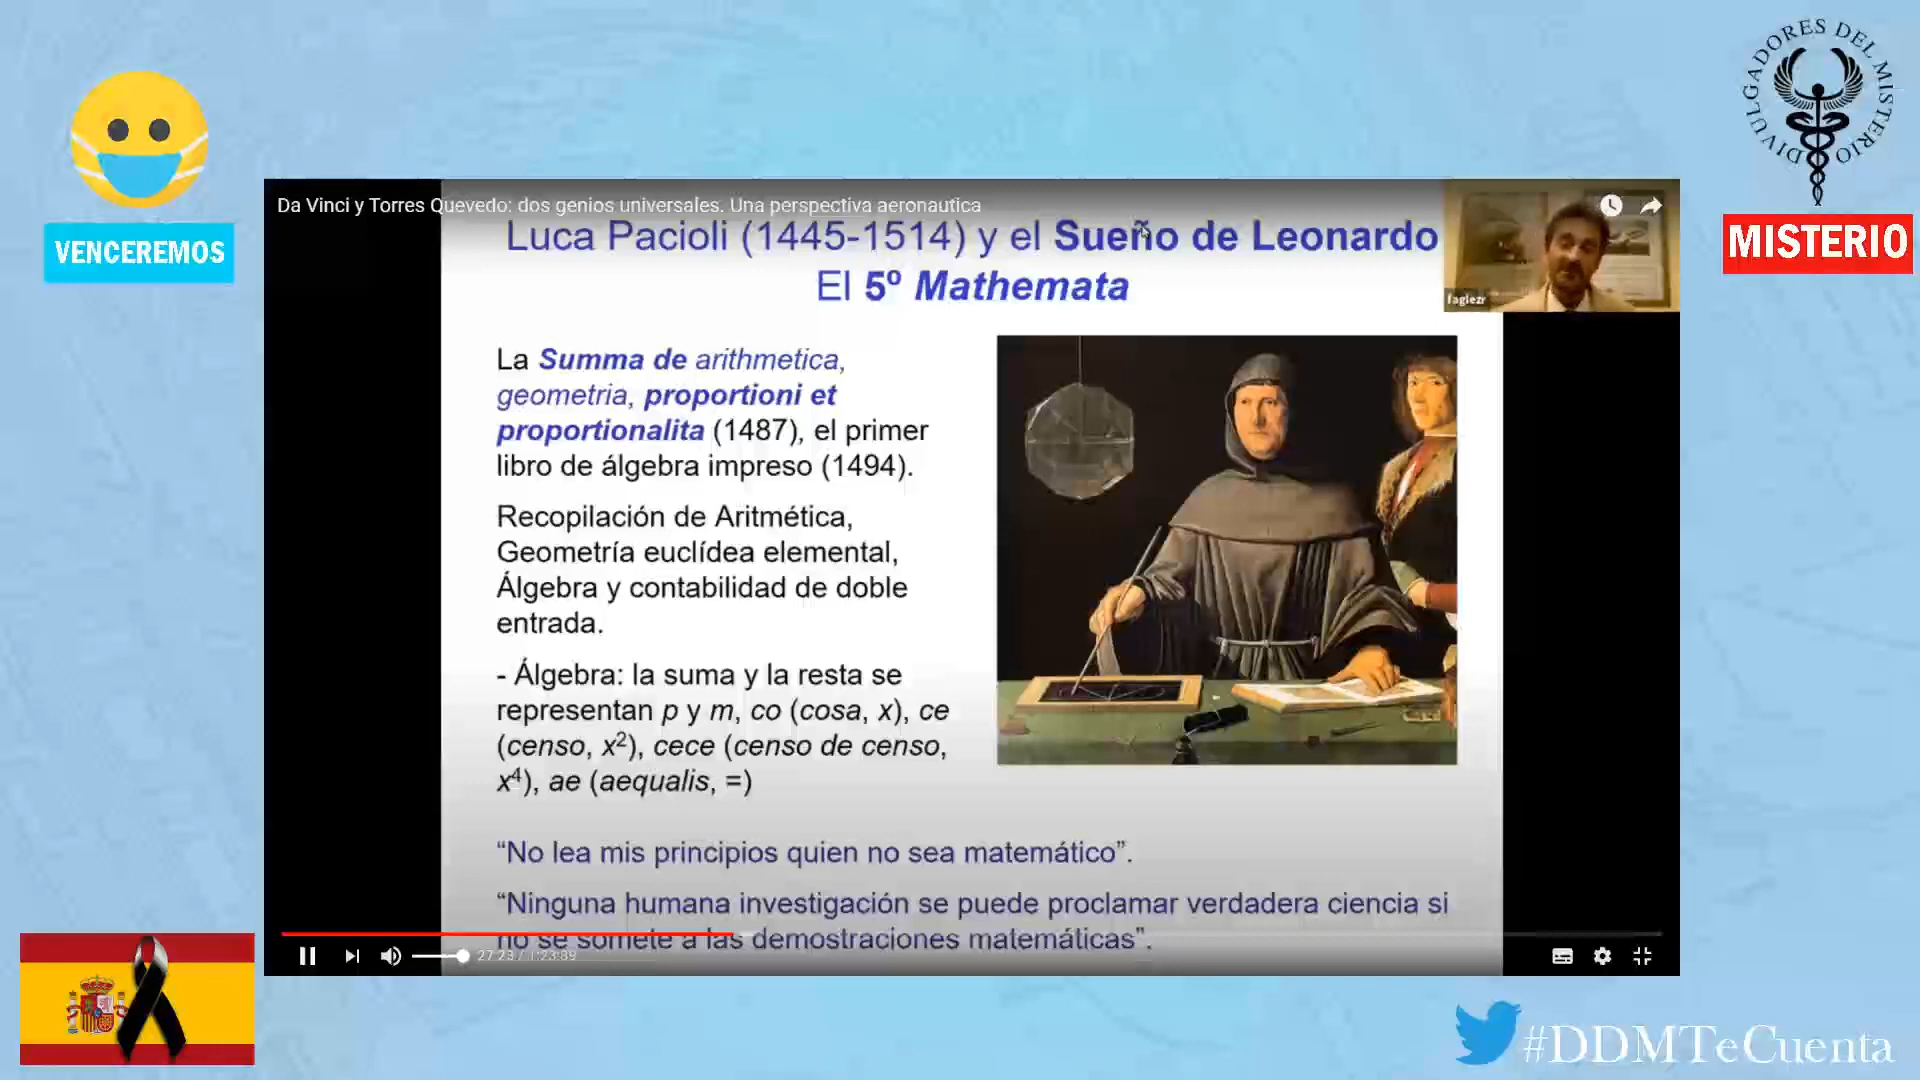 DIVULGADORES DEL MISTERIO
VENCEREMOS
MISTERIO
Da Vinci y Torres Quevedo: dos genios universales. Una perspectiva aeronautica
Luca Pacioli (1445-1514) y el Sueño de Leonardo
El 5º Mathemata
faglezr
La Summa de arithmetica,
geometria, proportioni et
proportionalita (1487), el primer
libro de álgebra impreso (1494).
Recopilación de Aritmética,
Geometría euclídea elemental,
Álgebra y contabilidad de doble
entrada.
- Álgebra: la suma y la resta se
representan p y m, co (cosa, x), ce
(censo, x²), cece (censo de censo,
x⁴), ae (aequalis, =)
“No lea mis principios quien no sea matemático”.
“Ninguna humana investigación se puede proclamar verdadera ciencia si
no se somete a las demostraciones matemáticas”.
27:23 / 1:23:39
#DDMTeCuenta